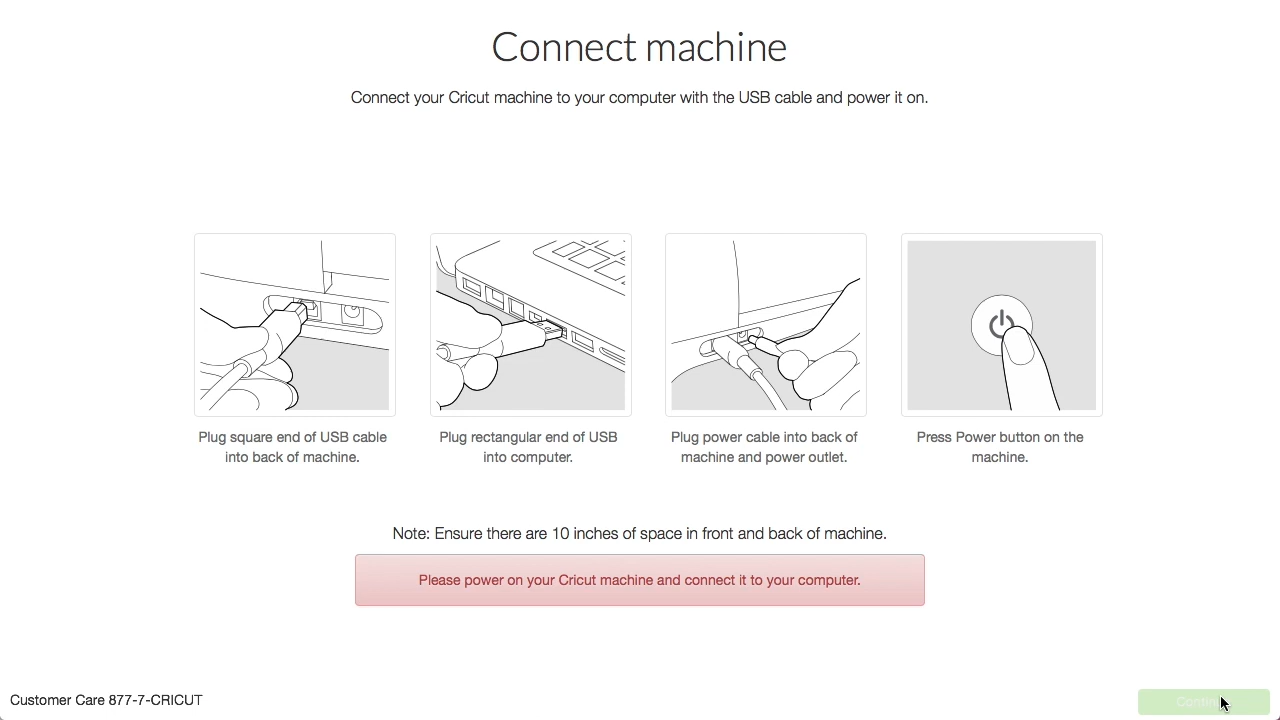 Connect machine
Connect your Cricut machine to your computer with the USB cable and power it on.
Plug square end of USB cable
into back of machine.
Plug rectangular end of USB
into computer.
Plug power cable into back of
machine and power outlet.
Press Power button on the
machine.
Note: Ensure there are 10 inches of space in front and back of machine.
Please power on your Cricut machine and connect it to your computer.
Customer Care 877-7-CRICUT